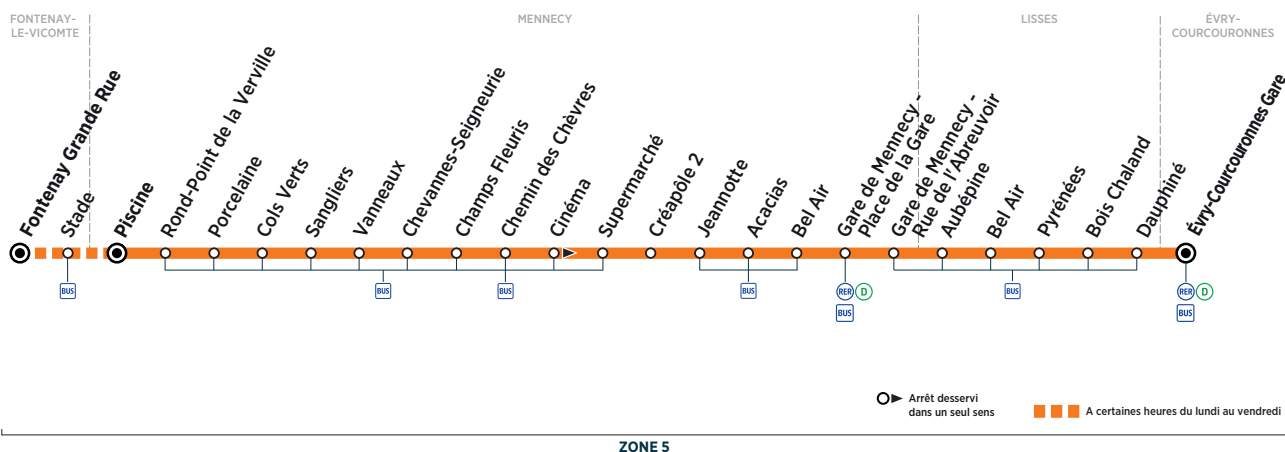 FONTENAY-
LE-VICOMTE
MENNECY
LISSES
ÉVRY-
COURCOURONNES
Fontenay Grande Rue
Stade
Piscine
Rond-Point de la Verville
Porcelaine
Cols Verts
Sangliers
Vanneaux
Chevannes-Seigneurie
Champs Fleuris
Chemin des Chèvres
Cinéma
Supermarché
Créapôle 2
Jeannotte
Acacias
Bel Air
Gare de Mennecy -
Place de la Gare
Gare de Mennecy -
Rue de l'Abreuvoir
Aubépine
Bel Air
Pyrénées
Bois Chaland
Dauphiné
Évry-Courcouronnes Gare
BUS
BUS
BUS
BUS
RER D
BUS
BUS
RER D
BUS
Arrêt desservi
dans un seul sens
A certaines heures du lundi au vendredi
ZONE 5